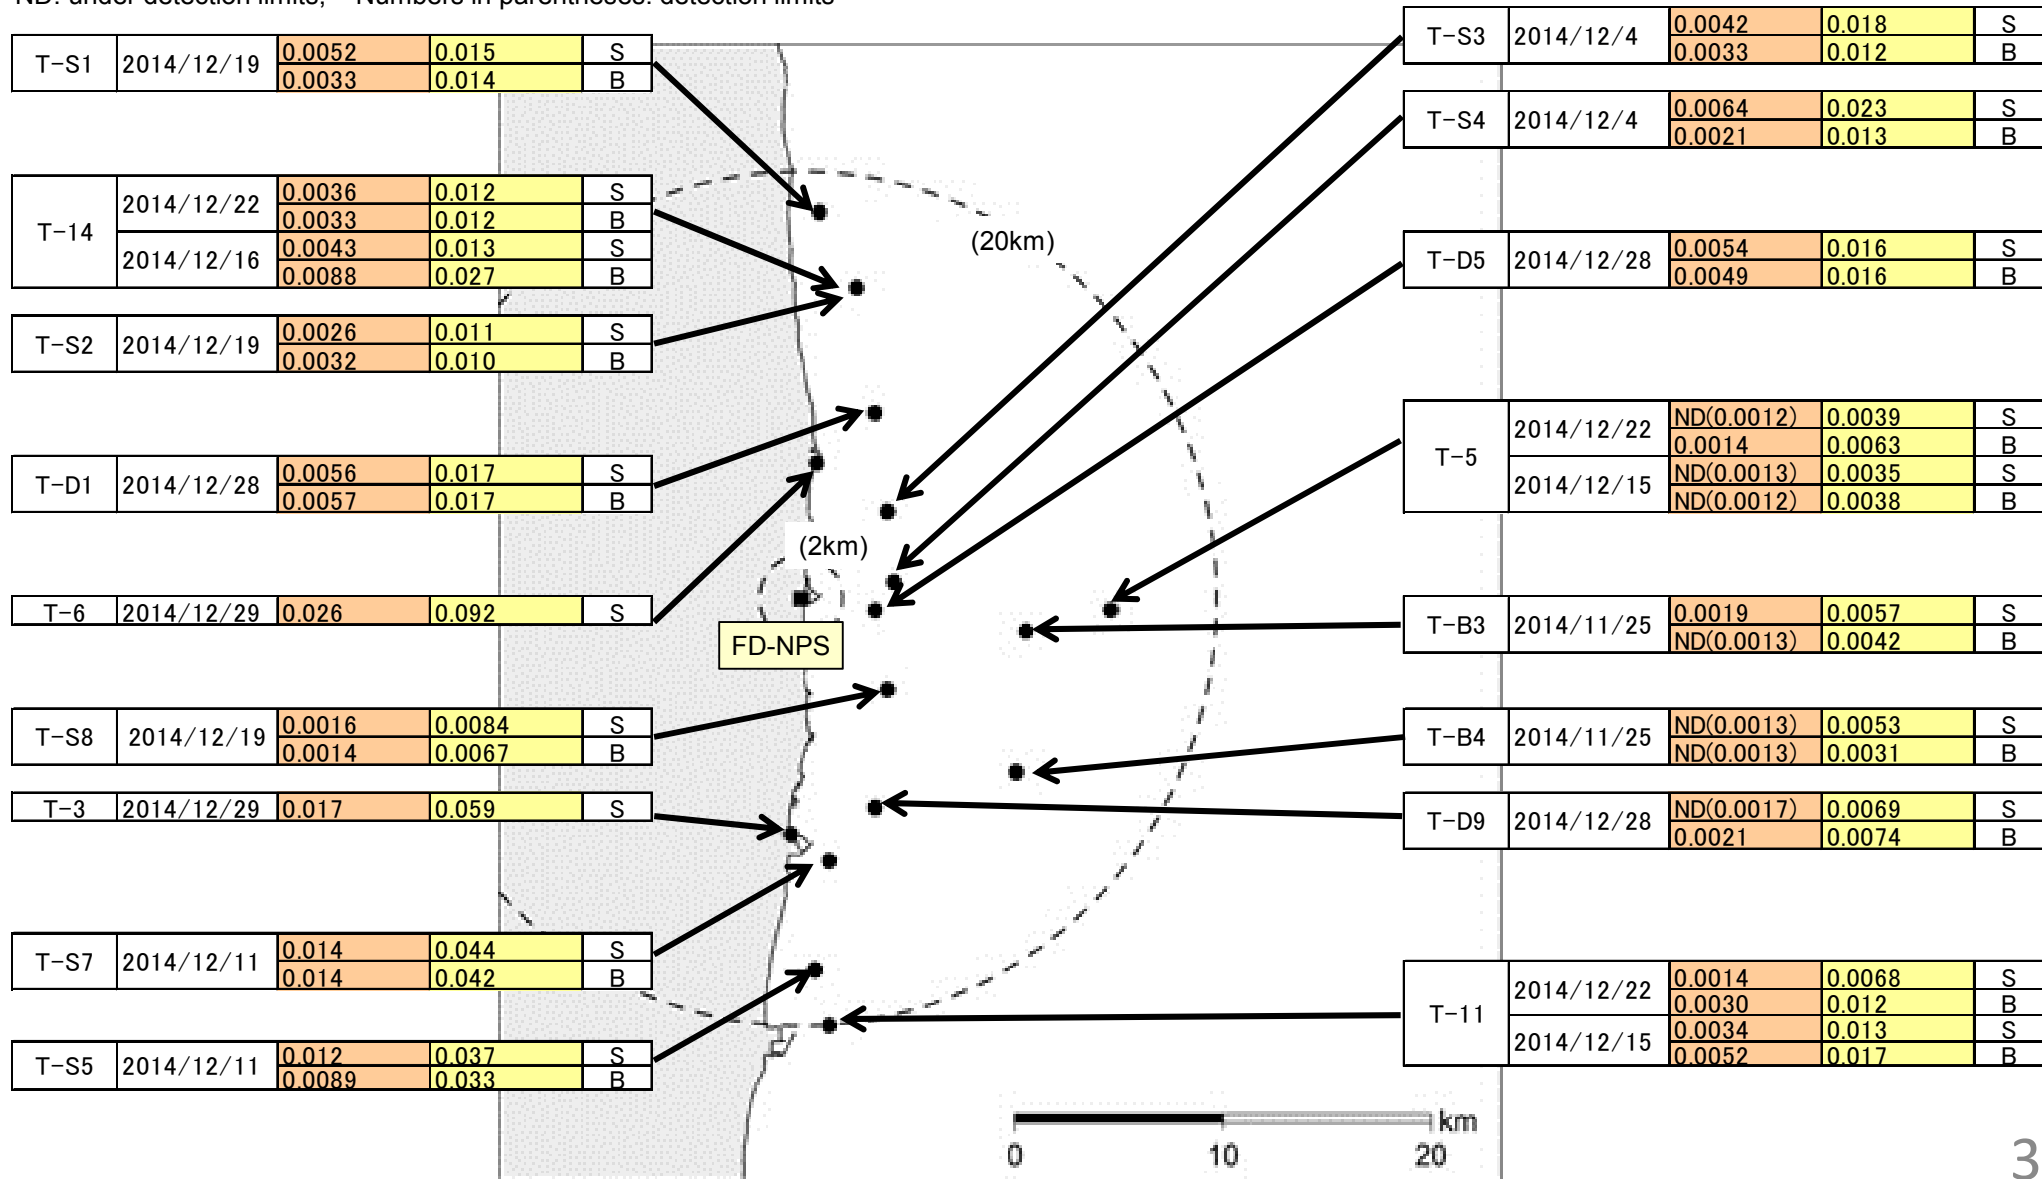 ND: under detection limits; Numbers in parentheses: detection limits
T-S1 2014/12/19 0.0052 0.015 S
0.0033 0.014 B
T-14 2014/12/22 0.0036 0.012 S
0.0033 0.012 B
2014/12/16 0.0043 0.013 S
0.0088 0.027 B
T-S2 2014/12/19 0.0026 0.011 S
0.0032 0.010 B
T-D1 2014/12/28 0.0056 0.017 S
0.0057 0.017 B
T-6 2014/12/29 0.026 0.092 S
T-S8 2014/12/19 0.0016 0.0084 S
0.0014 0.0067 B
T-3 2014/12/29 0.017 0.059 S
T-S7 2014/12/11 0.014 0.044 S
0.014 0.042 B
T-S5 2014/12/11 0.012 0.037 S
0.0089 0.033 B
(20km)
(2km)
FD-NPS
T-S3 2014/12/4 0.0042 0.018 S
0.0033 0.012 B
T-S4 2014/12/4 0.0064 0.023 S
0.0021 0.013 B
T-D5 2014/12/28 0.0054 0.016 S
0.0049 0.016 B
T-5 2014/12/22 ND(0.0012) 0.0039 S
0.0014 0.0063 B
2014/12/15 ND(0.0013) 0.0035 S
ND(0.0012) 0.0038 B
T-B3 2014/11/25 0.0019 0.0057 S
ND(0.0013) 0.0042 B
T-B4 2014/11/25 ND(0.0013) 0.0053 S
ND(0.0013) 0.0031 B
T-D9 2014/12/28 ND(0.0017) 0.0069 S
0.0021 0.0074 B
T-11 2014/12/22 0.0014 0.0068 S
0.0030 0.012 B
2014/12/15 0.0034 0.013 S
0.0052 0.017 B
km
0 10 20
3